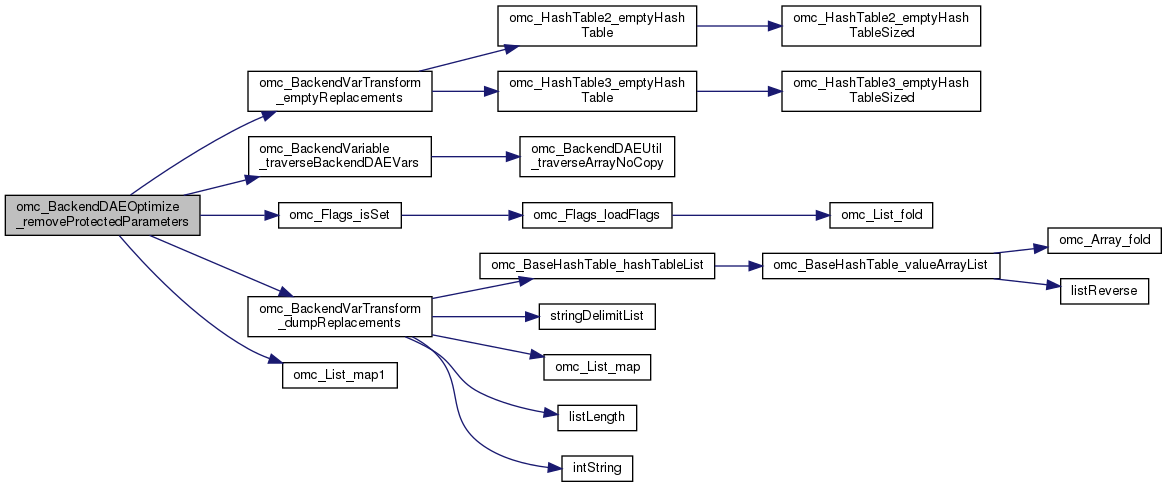 omc_HashTable2_emptyHash
Table
omc_HashTable2_emptyHash
TableSized
omc_BackendVarTransform
_emptyReplacements
omc_HashTable3_emptyHash
Table
omc_HashTable3_emptyHash
TableSized
omc_BackendVariable
_traverseBackendDAEVars
omc_BackendDAEUtil
_traverseArrayNoCopy
omc_BackendDAEOptimize
_removeProtectedParameters
omc_Flags_isSet
omc_Flags_loadFlags
omc_List_fold
omc_Array_fold
omc_BaseHashTable_hashTableList
omc_BaseHashTable_valueArrayList
listReverse
omc_BackendVarTransform
_dumpReplacements
stringDelimitList
omc_List_map1
omc_List_map
listLength
intString